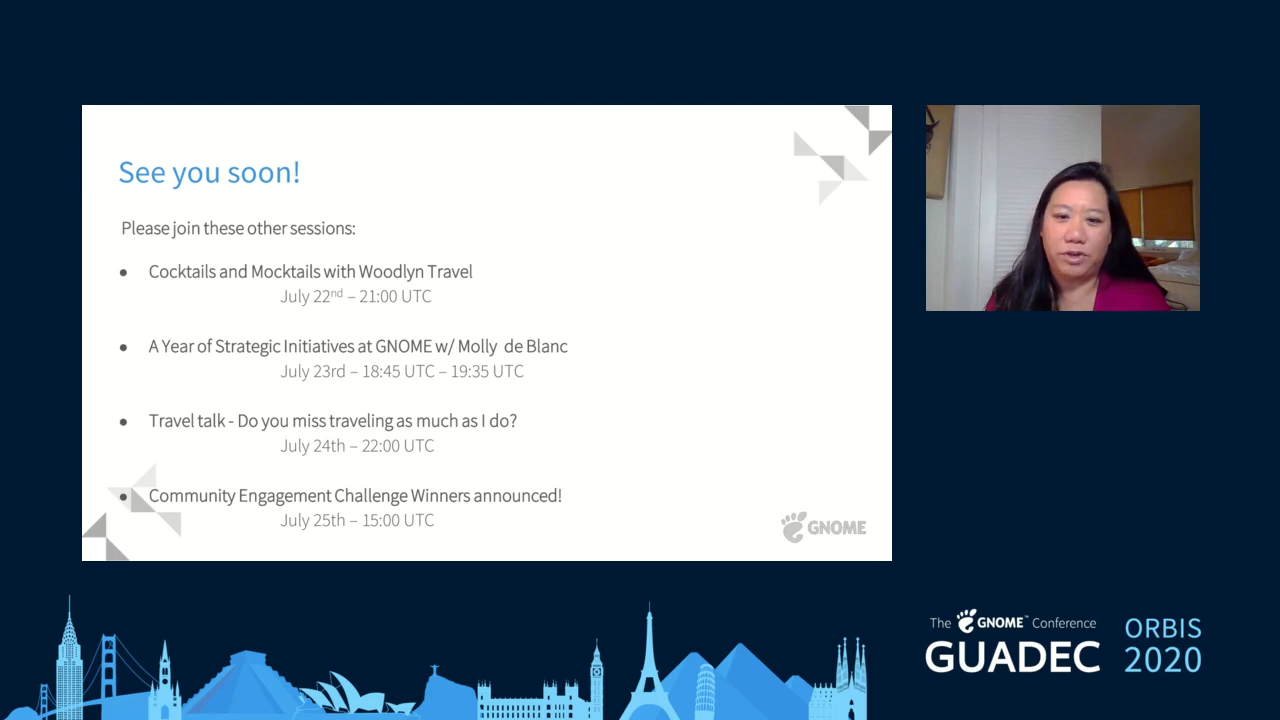 See you soon!
Please join these other sessions:
● Cocktails and Mocktails with Woodlyn Travel
July 22nd – 21:00 UTC
● A Year of Strategic Initiatives at GNOME w/ Molly de Blanc
July 23rd – 18:45 UTC – 19:35 UTC
● Travel talk - Do you miss traveling as much as I do?
July 24th – 22:00 UTC
● Community Engagement Challenge Winners announced!
July 25th – 15:00 UTC
GNOME
The GNOME™ Conference
GUADEC
ORBIS
2020